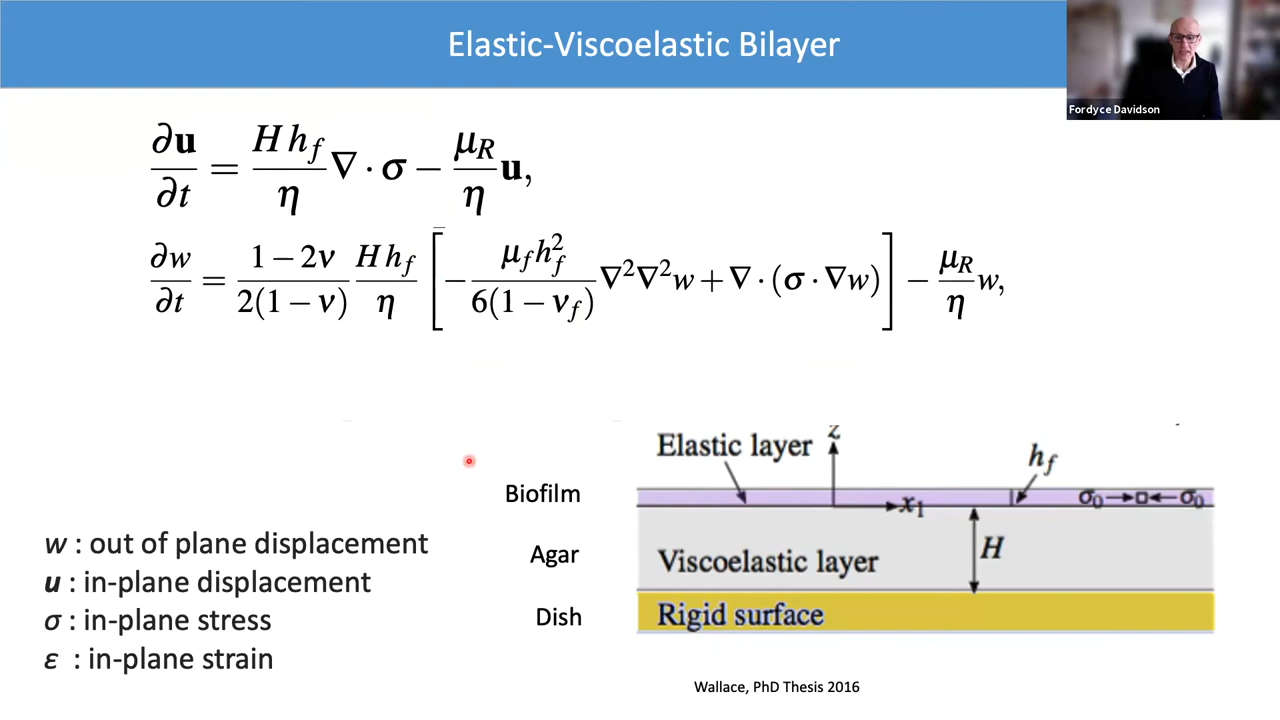 Elastic-Viscoelastic Bilayer
Fordyce Davidson
∂u/∂t = H h_f/η ∇ · σ − μ_R/η u,
∂w/∂t = 1 − 2ν/2(1 − ν) H h_f/η [ − μ_f h_f^2/6(1 − ν_f) ∇²∇²w + ∇ · (σ · ∇w) ] − μ_R/η w,
z
Elastic layer
h_f
Biofilm
x_1
σ_0 σ_0
w : out of plane displacement
Agar
Viscoelastic layer
H
u : in-plane displacement
σ : in-plane stress
Dish
Rigid surface
ε : in-plane strain
Wallace, PhD Thesis 2016